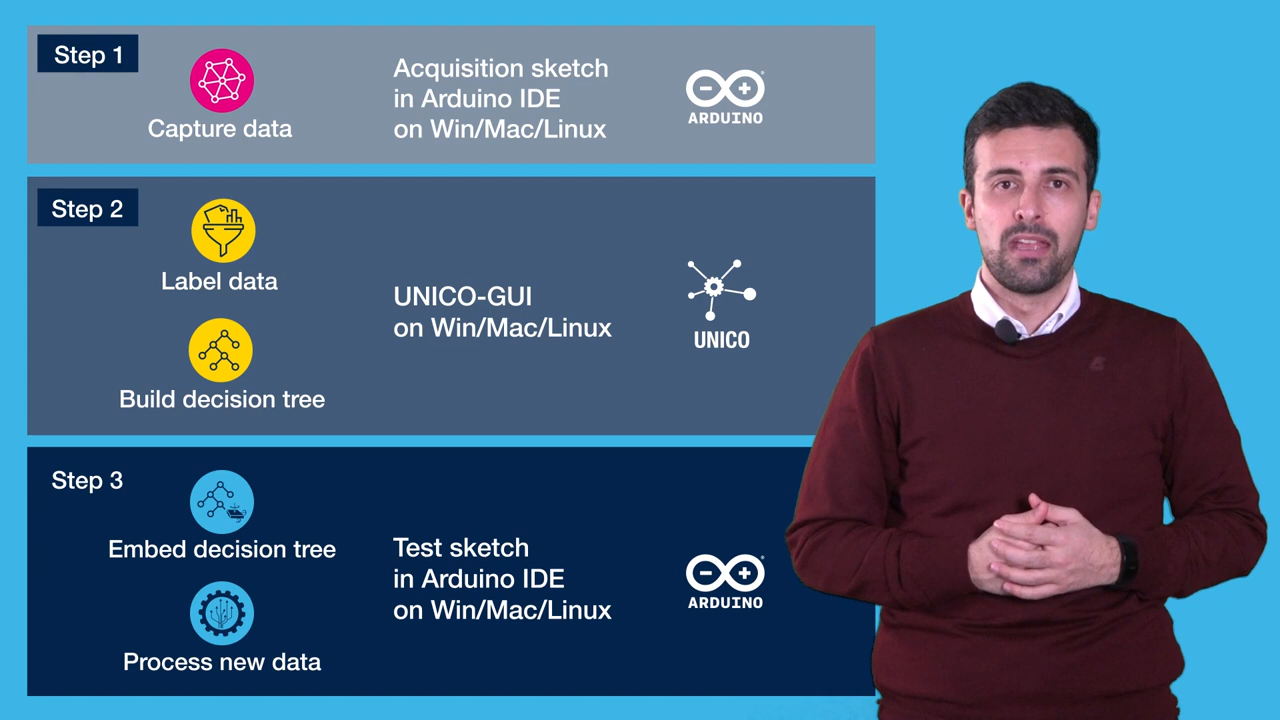 Step 1
Capture data
Acquisition sketch
in Arduino IDE
on Win/Mac/Linux
ARDUINO
Step 2
Label data
Build decision tree
UNICO-GUI
on Win/Mac/Linux
UNICO
Step 3
Embed decision tree
Process new data
Test sketch
in Arduino IDE
on Win/Mac/Linux
ARDUINO